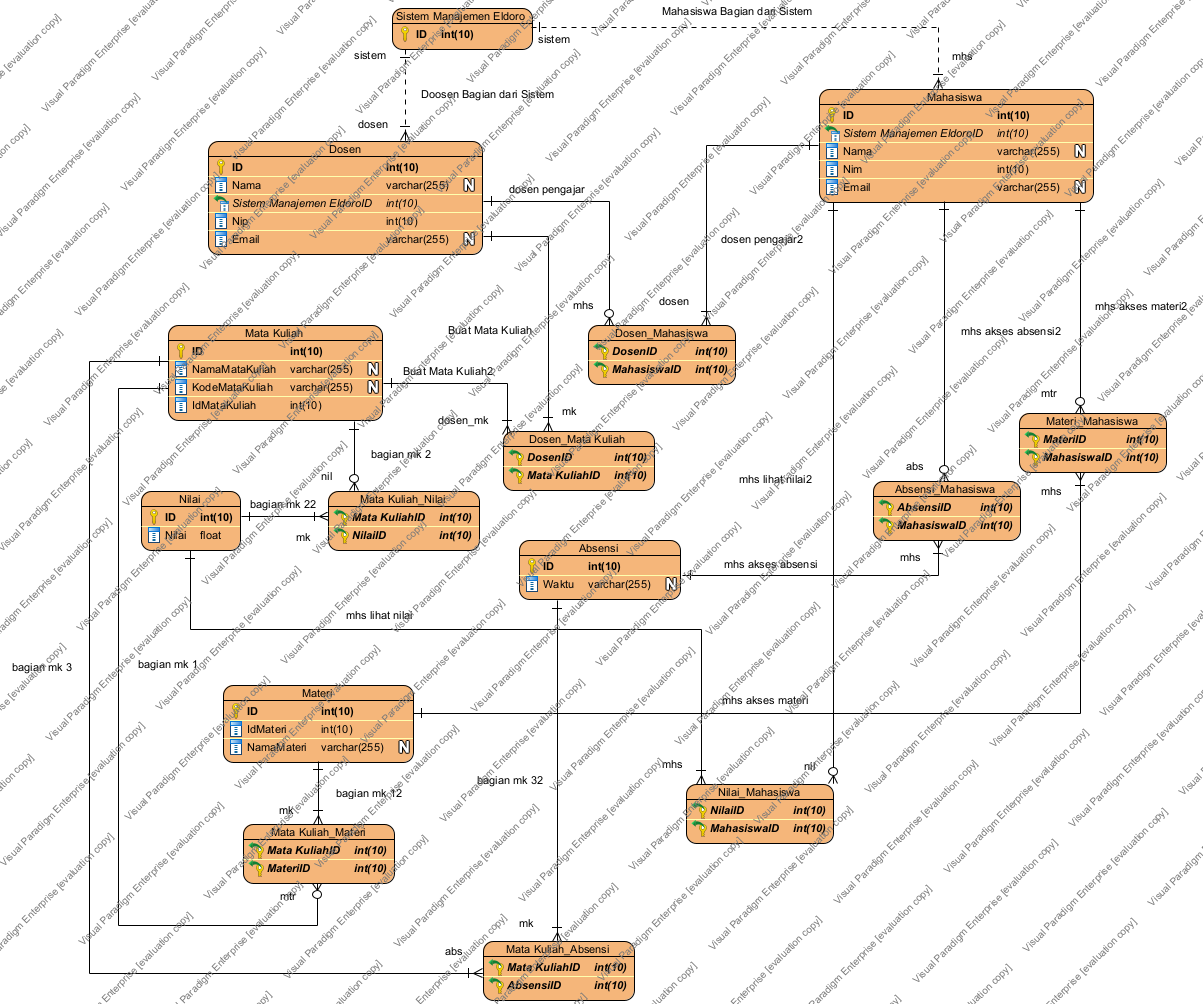 Sistem Manajemen Eldoro
ID int(10)
Mahasiswa Bagian dari Sistem
sistem
sistem
mhs
Doosen Bagian dari Sistem
dosen
Mahasiswa
ID int(10)
Sistem Manajemen EldoroID int(10)
Nama varchar(255) N
Nim int(10)
Email varchar(255) N
Dosen
ID int(10)
Nama varchar(255) N
Sistem Manajemen EldoroID int(10)
Nip int(10)
Email varchar(255) N
dosen pengajar
dosen pengajar2
mhs
dosen
mhs akses absensi2
mhs akses materi2
Dosen_Mahasiswa
DosenID int(10)
MahasiswaID int(10)
Mata Kuliah
ID int(10)
NamaMataKuliah varchar(255) N
KodeMataKuliah varchar(255) N
IdMataKuliah int(10)
Buat Mata Kuliah
Buat Mata Kuliah2
dosen_mk
mk
mtr
Dosen_Mata Kuliah
DosenID int(10)
Mata KuliahID int(10)
Materi_Mahasiswa
MateriID int(10)
MahasiswaID int(10)
mhs
bagian mk 2
nil
mhs lihat nilai2
abs
Absensi_Mahasiswa
AbsensiID int(10)
MahasiswaID int(10)
mhs
Nilai
ID int(10)
Nilai float
bagian mk 22
mk
Mata Kuliah_Nilai
Mata KuliahID int(10)
NilaiID int(10)
Absensi
ID int(10)
Waktu varchar(255) N
mhs akses absensi
mhs lihat nilai
bagian mk 3
bagian mk 1
Materi
ID int(10)
IdMateri int(10)
NamaMateri varchar(255) N
mhs akses materi
bagian mk 12
mk
bagian mk 32
mhs
nil
Nilai_Mahasiswa
NilaiID int(10)
MahasiswaID int(10)
Mata Kuliah_Materi
Mata KuliahID int(10)
MateriID int(10)
mtr
mk
abs
Mata Kuliah_Absensi
Mata KuliahID int(10)
AbsensiID int(10)
Visual Paradigm Enterprise [evaluation copy]